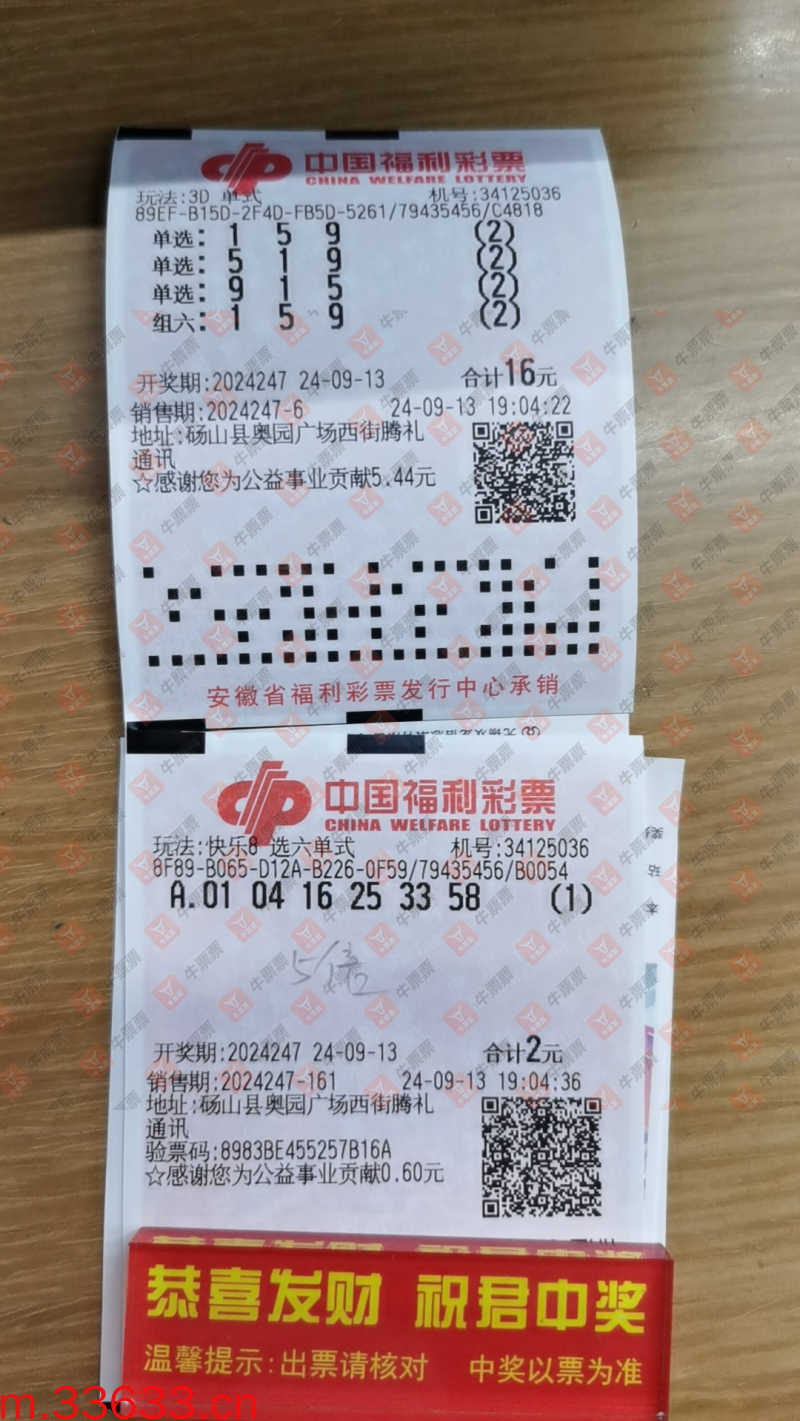 中国福利彩票
CHINA WELFARE LOTTERY
玩法:3D 单式 机号:34125036
89EF-B15D-2F4D-FB5D-5261/79435456/C4818
单选: 1 5 9 (2)
单选: 5 1 9 (2)
单选: 9 1 5 (2)
组六: 1 5 9 (2)
开奖期:2024247 24-09-13 合计16元
销售期:2024247-6 24-09-13 19:04:22
地址:砀山县奥园广场西街腾礼
通讯
☆感谢您为公益事业贡献5.44元
安徽省福利彩票发行中心承销
中国福利彩票
CHINA WELFARE LOTTERY
玩法:快乐8 选六单式 机号:34125036
8F89-B065-D12A-B226-0F59/79435456/B0054
A.01 04 16 25 33 58 (1)
5倍
开奖期:2024247 24-09-13 合计2元
销售期:2024247-161 24-09-13 19:04:36
地址:砀山县奥园广场西街腾礼
通讯
验票码:8983BE455257B16A
☆感谢您为公益事业贡献0.60元
恭喜发财 祝君中奖
温馨提示:出票请核对 中奖以票为准
m.33633.cn
牛票票